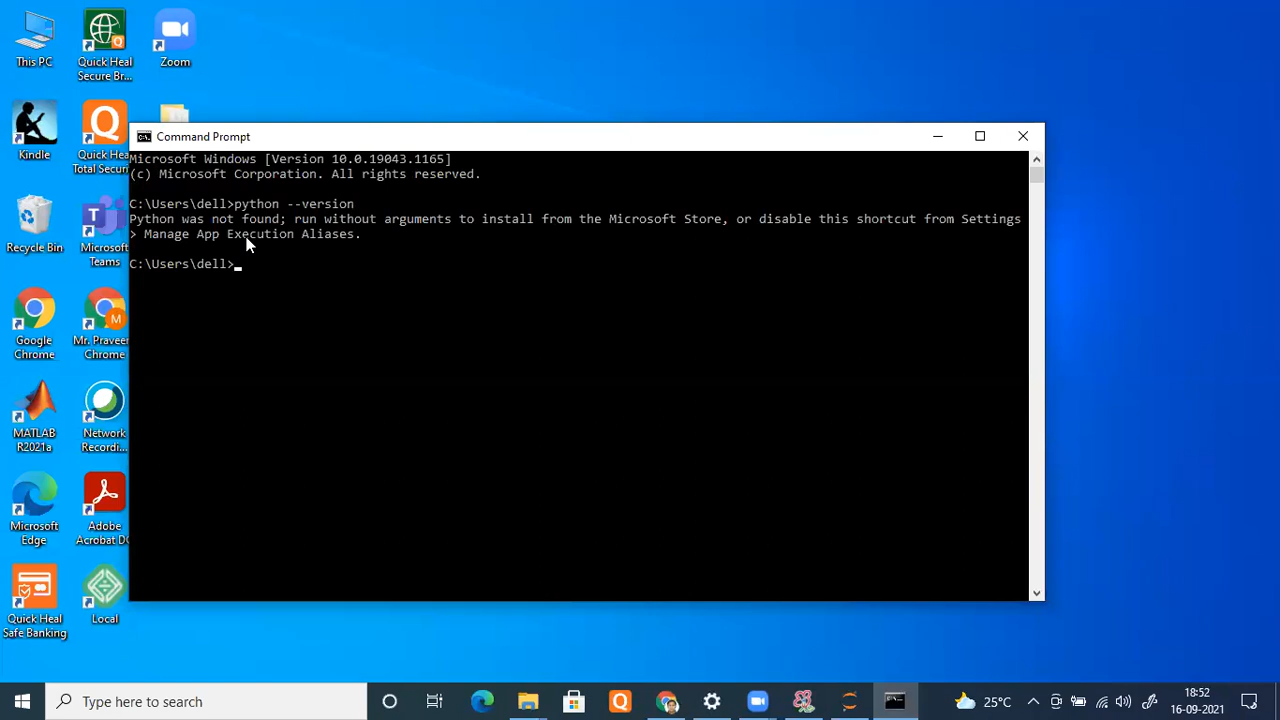 This PC
Quick Heal
Secure Br...
Zoom
Kindle
Quick Hea
Total Securi
Recycle Bin
Microsoft
Teams
Google
Chrome
Mr. Praveen
Chrome
M
MATLAB
R2021a
Network
Recordi...
Microsoft
Edge
Adobe
Acrobat DC
Quick Heal
Safe Banking
Local
Command Prompt
Microsoft Windows [Version 10.0.19043.1165]
(c) Microsoft Corporation. All rights reserved.
C:\Users\dell>python --version
Python was not found; run without arguments to install from the Microsoft Store, or disable this shortcut from Settings
> Manage App Execution Aliases.
C:\Users\dell>
Type here to search
25°C
18:52
16-09-2021